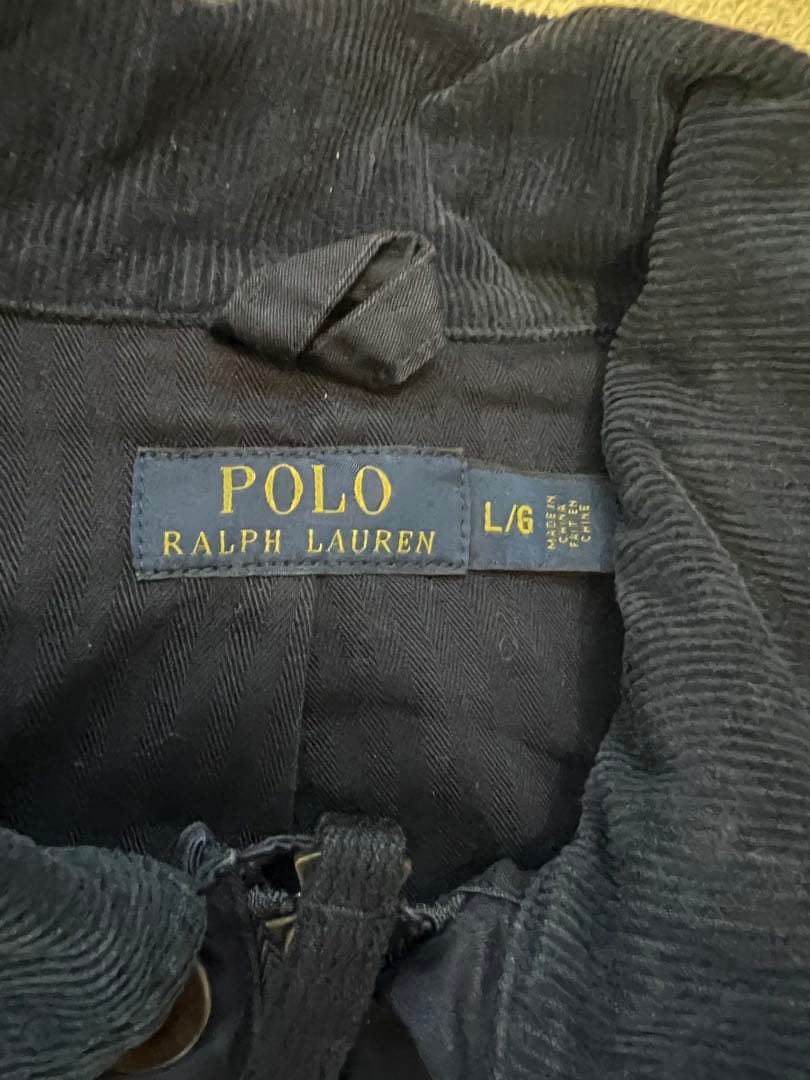 POLO
RALPH LAUREN
L/G
MADE IN
CHINA
FAIT EN
CHINE